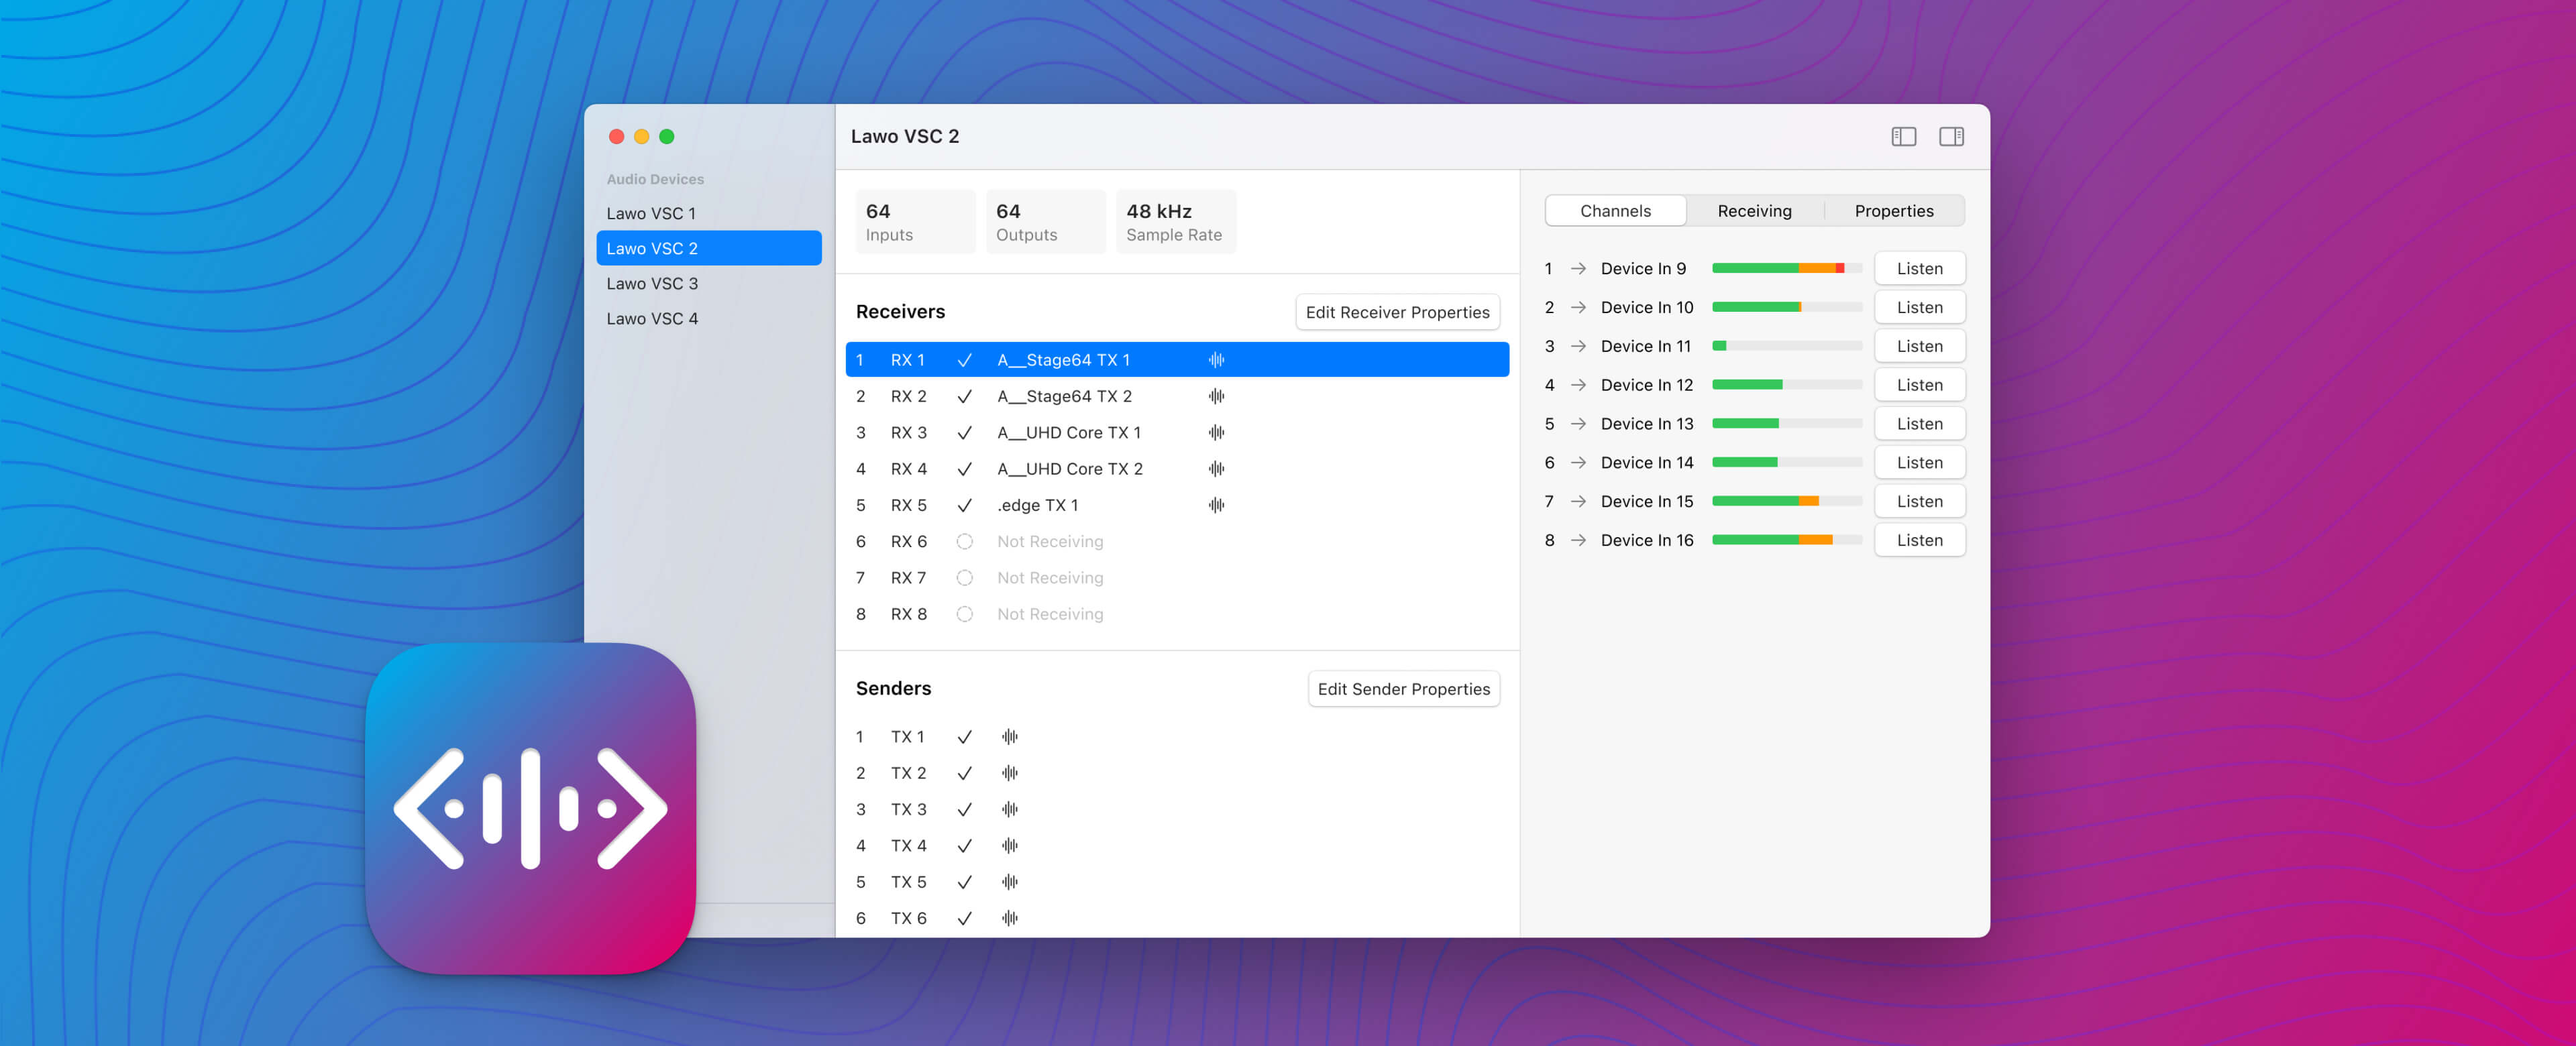 Lawo VSC 2
Audio Devices
Lawo VSC 1
Lawo VSC 2
Lawo VSC 3
Lawo VSC 4
64
Inputs
64
Outputs
48 kHz
Sample Rate
Receivers
Edit Receiver Properties
1 RX 1 A__Stage64 TX 1
2 RX 2 A__Stage64 TX 2
3 RX 3 A__UHD Core TX 1
4 RX 4 A__UHD Core TX 2
5 RX 5 .edge TX 1
6 RX 6 Not Receiving
7 RX 7 Not Receiving
8 RX 8 Not Receiving
Senders
Edit Sender Properties
1 TX 1
2 TX 2
3 TX 3
4 TX 4
5 TX 5
6 TX 6
Channels Receiving Properties
1 → Device In 9 Listen
2 → Device In 10 Listen
3 → Device In 11 Listen
4 → Device In 12 Listen
5 → Device In 13 Listen
6 → Device In 14 Listen
7 → Device In 15 Listen
8 → Device In 16 Listen